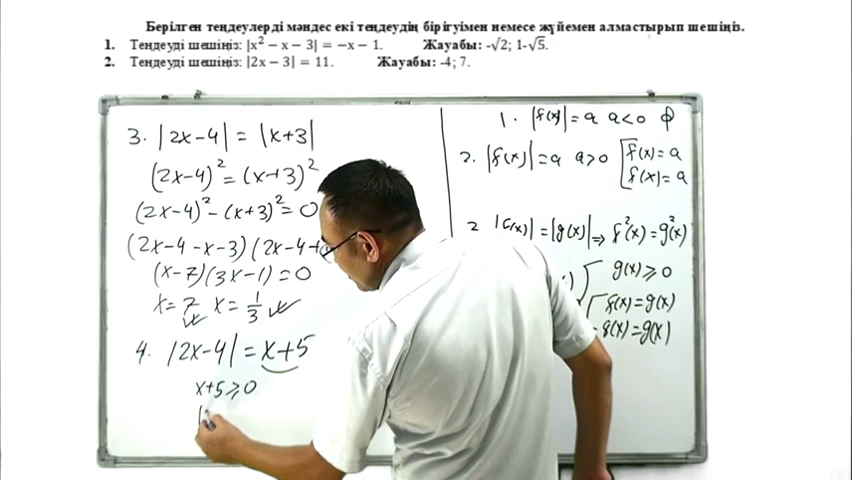 Берілген теңдеулерді мәндес екі теңдеудің бірігуімен немесе жүйемен алмастырып шешіңіз.
1. Теңдеуді шешіңіз: |x² − x − 3| = −x − 1. Жауабы: -√2; 1-√5.
2. Теңдеуді шешіңіз: |2x − 3| = 11. Жауабы: -4; 7.
3. |2x-4| = |x+3|
(2x-4)² = (x+3)²
(2x-4)² - (x+3)² = 0
(2x-4-x-3)(2x-4+
(x-7)(3x-1) = 0
x = 7 x = 1/3
4. |2x-4| = x+5
x+5 ⩾ 0
1. |f(x)| = a a<0 ϕ
2. |f(x)| = a a>0 [f(x) = a
f(x) = a
|f(x)| = |g(x)| ⇒ f²(x) = g²(x)
g(x) ⩾ 0
f(x) = g(x)
g(x) = g(x)